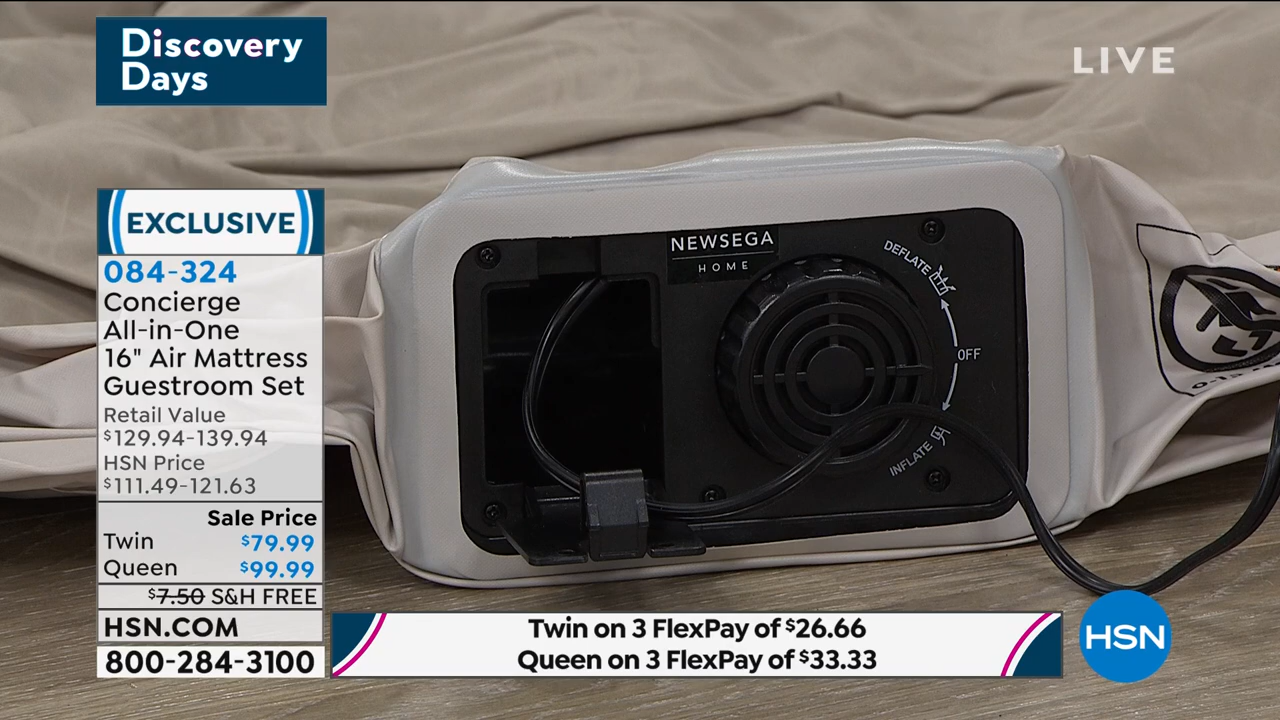 Discovery
Days
LIVE
EXCLUSIVE
084-324
Concierge
All-in-One
16" Air Mattress
Guestroom Set
Retail Value
$129.94-139.94
HSN Price
$111.49-121.63
Sale Price
Twin $79.99
Queen $99.99
$7.50 S&H FREE
HSN.COM
800-284-3100
NEWSEGA
HOME
DEFLATE
OFF
INFLATE
Twin on 3 FlexPay of $26.66
Queen on 3 FlexPay of $33.33
HSN